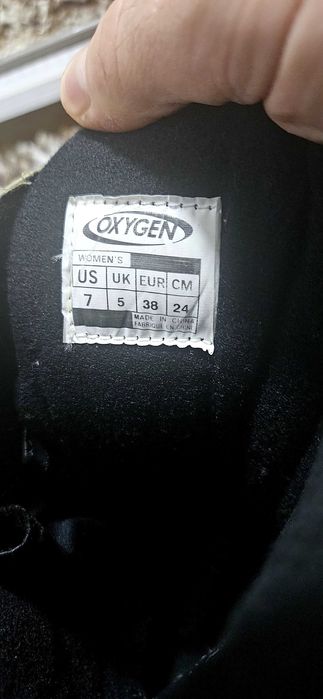 OXYGEN
WOMEN'S
US UK EUR CM
7 5 38 24
MADE IN CHINA
FABRIQUÉ EN CHINE